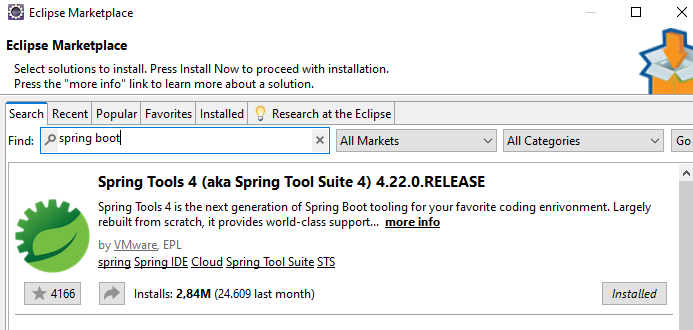 Eclipse Marketplace
Eclipse Marketplace
Select solutions to install. Press Install Now to proceed with installation.
Press the "more info" link to learn more about a solution.
Search Recent Popular Favorites Installed Research at the Eclipse
Find: spring boot All Markets All Categories Go
Spring Tools 4 (aka Spring Tool Suite 4) 4.22.0.RELEASE
Spring Tools 4 is the next generation of Spring Boot tooling for your favorite coding enrivonment. Largely
rebuilt from scratch, it provides world-class support... more info
by VMware, EPL
spring Spring IDE Cloud Spring Tool Suite STS
4166 Installs: 2,84M (24.609 last month) Installed